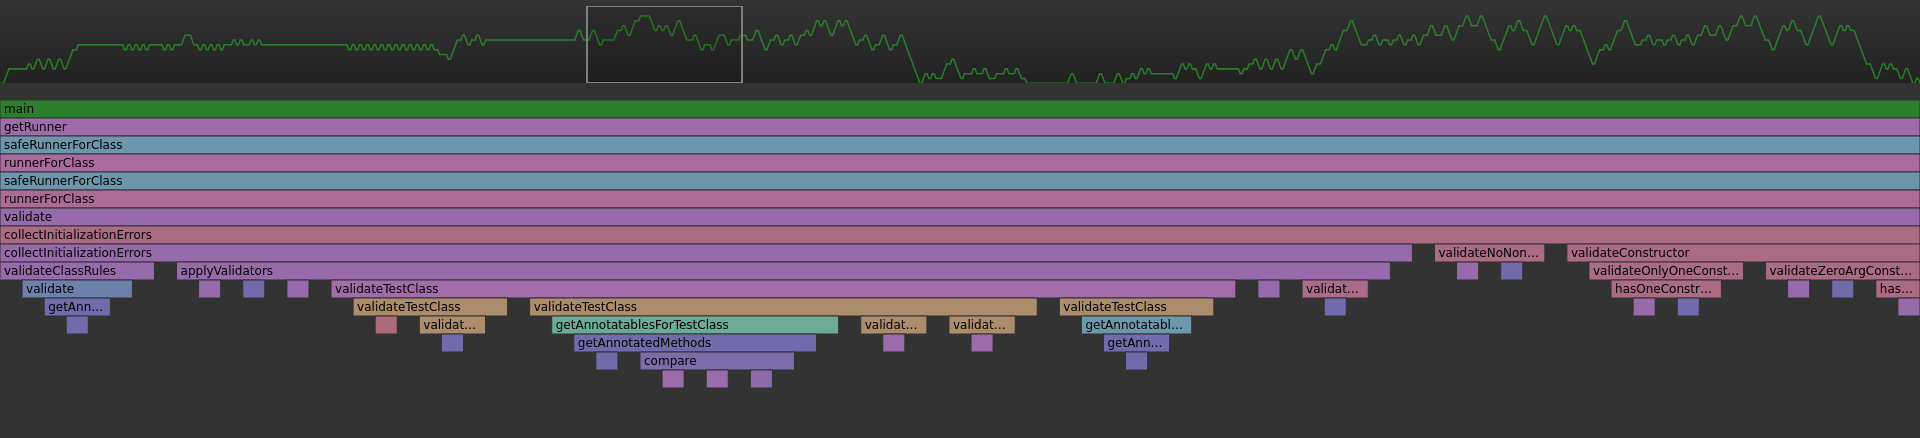 main
getRunner
safeRunnerForClass
runnerForClass
safeRunnerForClass
runnerForClass
validate
collectInitializationErrors
collectInitializationErrors validateNoNon... validateConstructor
validateClassRules applyValidators validateOnlyOneConst... validateZeroArgConst...
validate validateTestClass validat... hasOneConstr... has...
getAnn... validateTestClass validateTestClass validateTestClass
validat... getAnnotatablesForTestClass validat... validat... getAnnotatabl...
getAnnotatedMethods getAnn...
compare